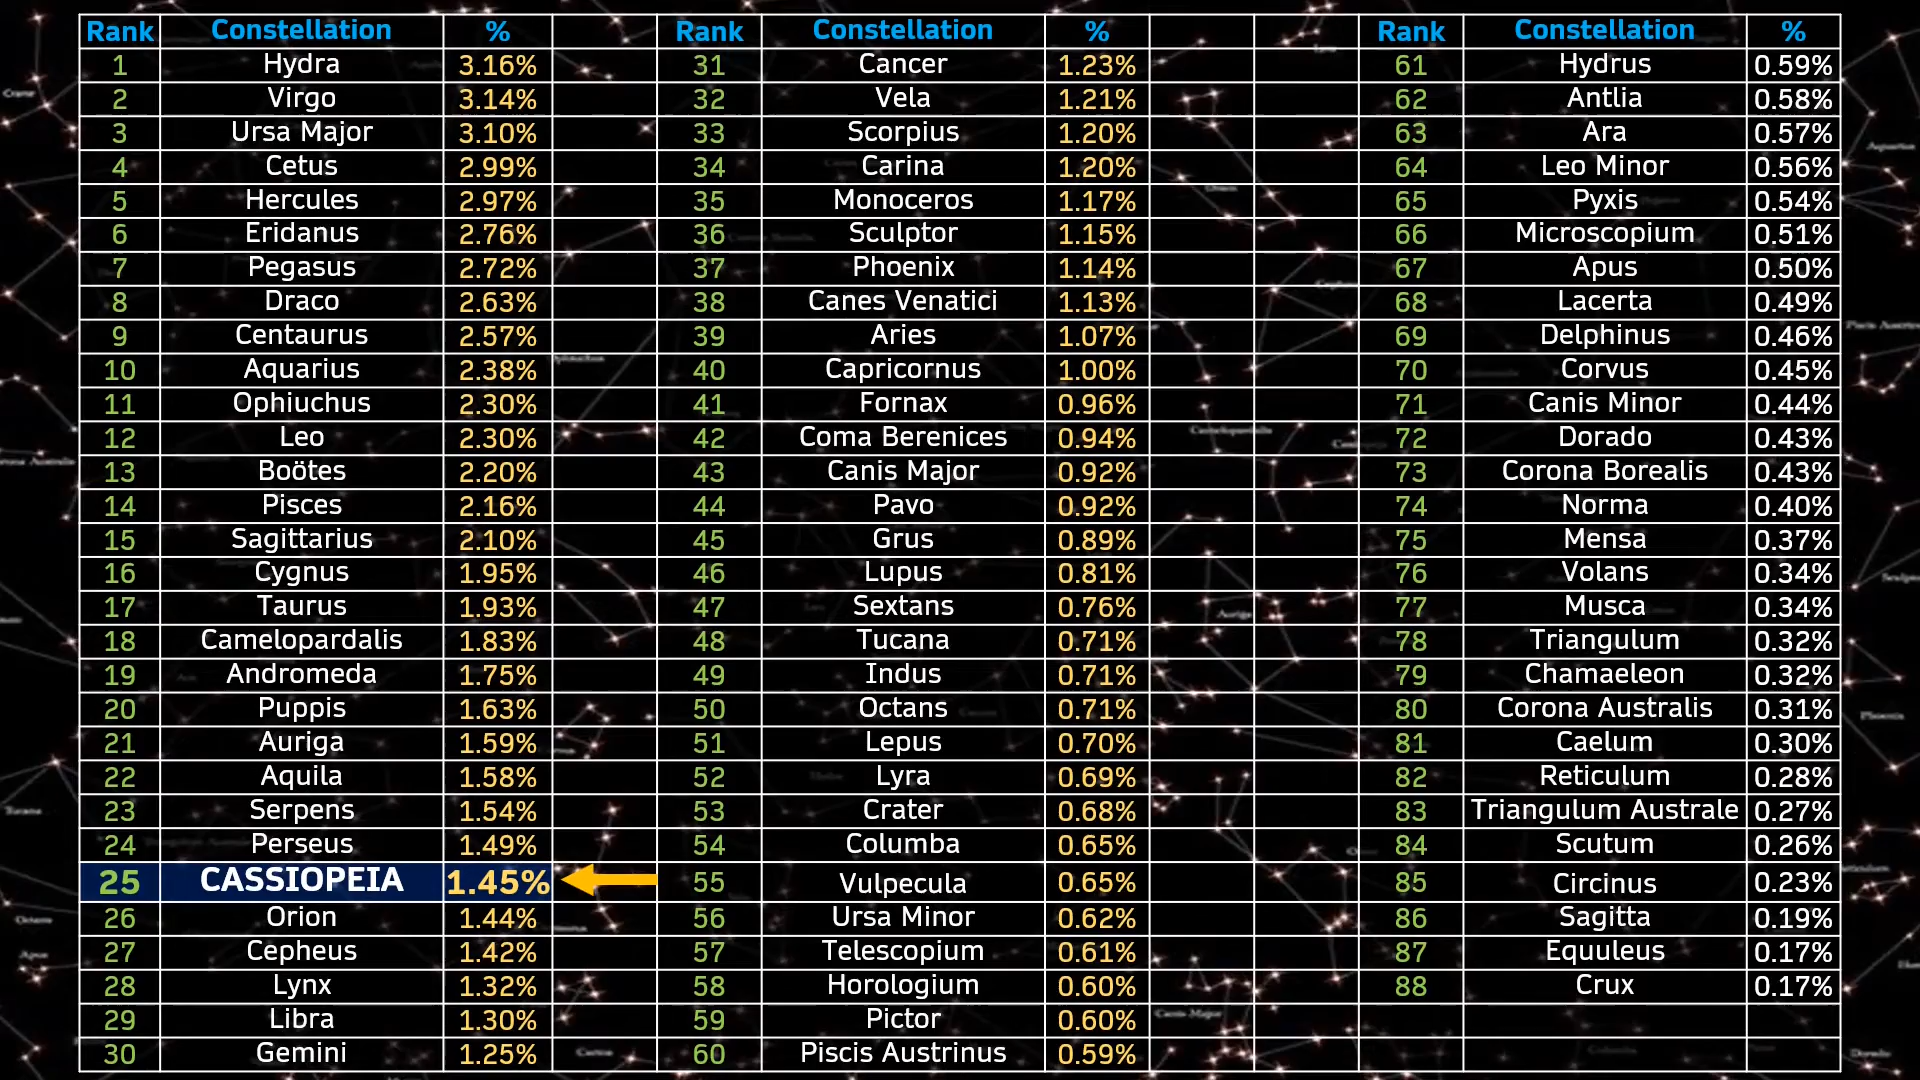 Rank Constellation % Rank Constellation % Rank Constellation %
1 Hydra 3.16% 31 Cancer 1.23% 61 Hydrus 0.59%
2 Virgo 3.14% 32 Vela 1.21% 62 Antlia 0.58%
3 Ursa Major 3.10% 33 Scorpius 1.20% 63 Ara 0.57%
4 Cetus 2.99% 34 Carina 1.20% 64 Leo Minor 0.56%
5 Hercules 2.97% 35 Monoceros 1.17% 65 Pyxis 0.54%
6 Eridanus 2.76% 36 Sculptor 1.15% 66 Microscopium 0.51%
7 Pegasus 2.72% 37 Phoenix 1.14% 67 Apus 0.50%
8 Draco 2.63% 38 Canes Venatici 1.13% 68 Lacerta 0.49%
9 Centaurus 2.57% 39 Aries 1.07% 69 Delphinus 0.46%
10 Aquarius 2.38% 40 Capricornus 1.00% 70 Corvus 0.45%
11 Ophiuchus 2.30% 41 Fornax 0.96% 71 Canis Minor 0.44%
12 Leo 2.30% 42 Coma Berenices 0.94% 72 Dorado 0.43%
13 Boötes 2.20% 43 Canis Major 0.92% 73 Corona Borealis 0.43%
14 Pisces 2.16% 44 Pavo 0.92% 74 Norma 0.40%
15 Sagittarius 2.10% 45 Grus 0.89% 75 Mensa 0.37%
16 Cygnus 1.95% 46 Lupus 0.81% 76 Volans 0.34%
17 Taurus 1.93% 47 Sextans 0.76% 77 Musca 0.34%
18 Camelopardalis 1.83% 48 Tucana 0.71% 78 Triangulum 0.32%
19 Andromeda 1.75% 49 Indus 0.71% 79 Chamaeleon 0.32%
20 Puppis 1.63% 50 Octans 0.71% 80 Corona Australis 0.31%
21 Auriga 1.59% 51 Lepus 0.70% 81 Caelum 0.30%
22 Aquila 1.58% 52 Lyra 0.69% 82 Reticulum 0.28%
23 Serpens 1.54% 53 Crater 0.68% 83 Triangulum Australe 0.27%
24 Perseus 1.49% 54 Columba 0.65% 84 Scutum 0.26%
25 CASSIOPEIA 1.45% 55 Vulpecula 0.65% 85 Circinus 0.23%
26 Orion 1.44% 56 Ursa Minor 0.62% 86 Sagitta 0.19%
27 Cepheus 1.42% 57 Telescopium 0.61% 87 Equuleus 0.17%
28 Lynx 1.32% 58 Horologium 0.60% 88 Crux 0.17%
29 Libra 1.30% 59 Pictor 0.60%
30 Gemini 1.25% 60 Piscis Austrinus 0.59%